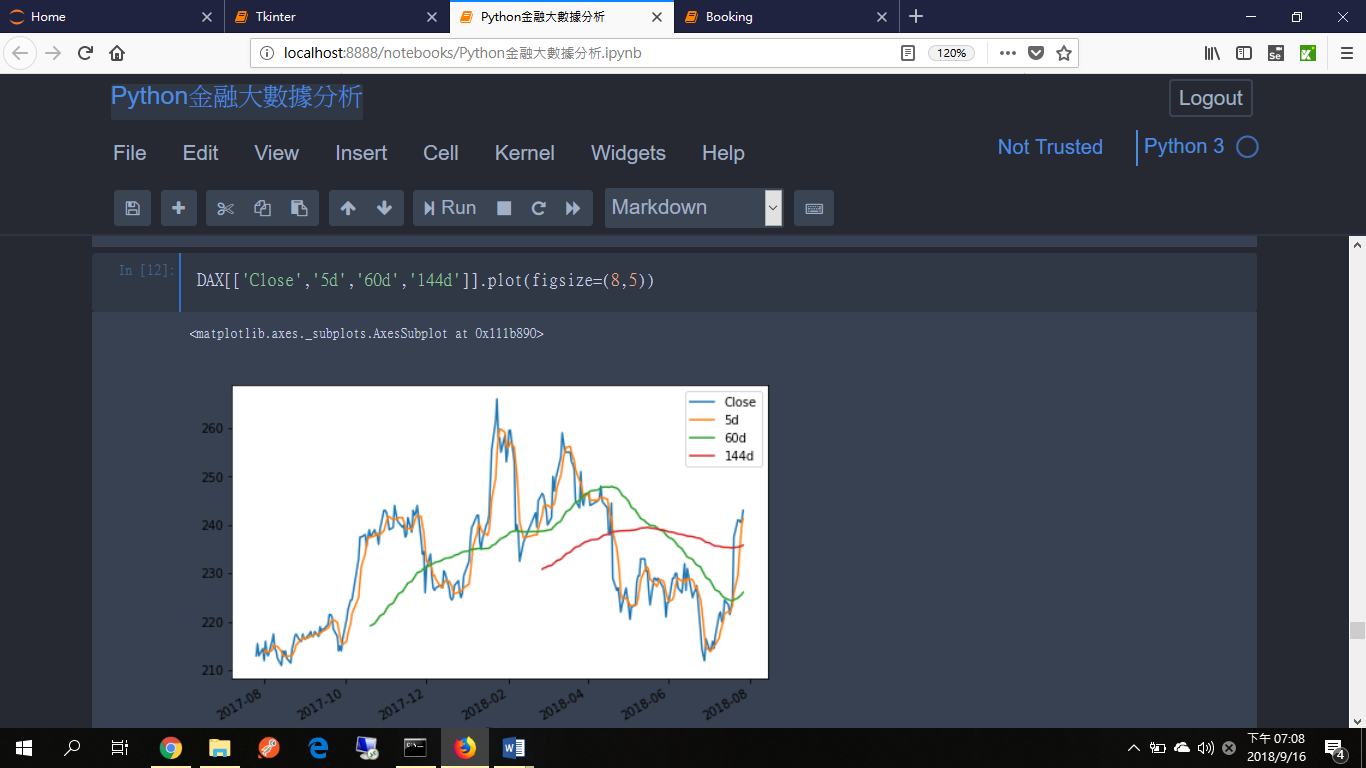 Home
Tkinter
Python金融大數據分析
Booking
localhost:8888/notebooks/Python金融大數據分析.ipynb
120%
Python金融大數據分析
Logout
File Edit View Insert Cell Kernel Widgets Help
Not Trusted
Python 3
Run
Markdown
In [12]:
DAX[['Close','5d','60d','144d']].plot(figsize=(8,5))
<matplotlib.axes._subplots.AxesSubplot at 0x111b890>
Close
5d
60d
144d
260
250
240
230
220
210
2017-08 2017-10 2017-12 2018-02 2018-04 2018-06 2018-08
下午 07:08
2018/9/16
4